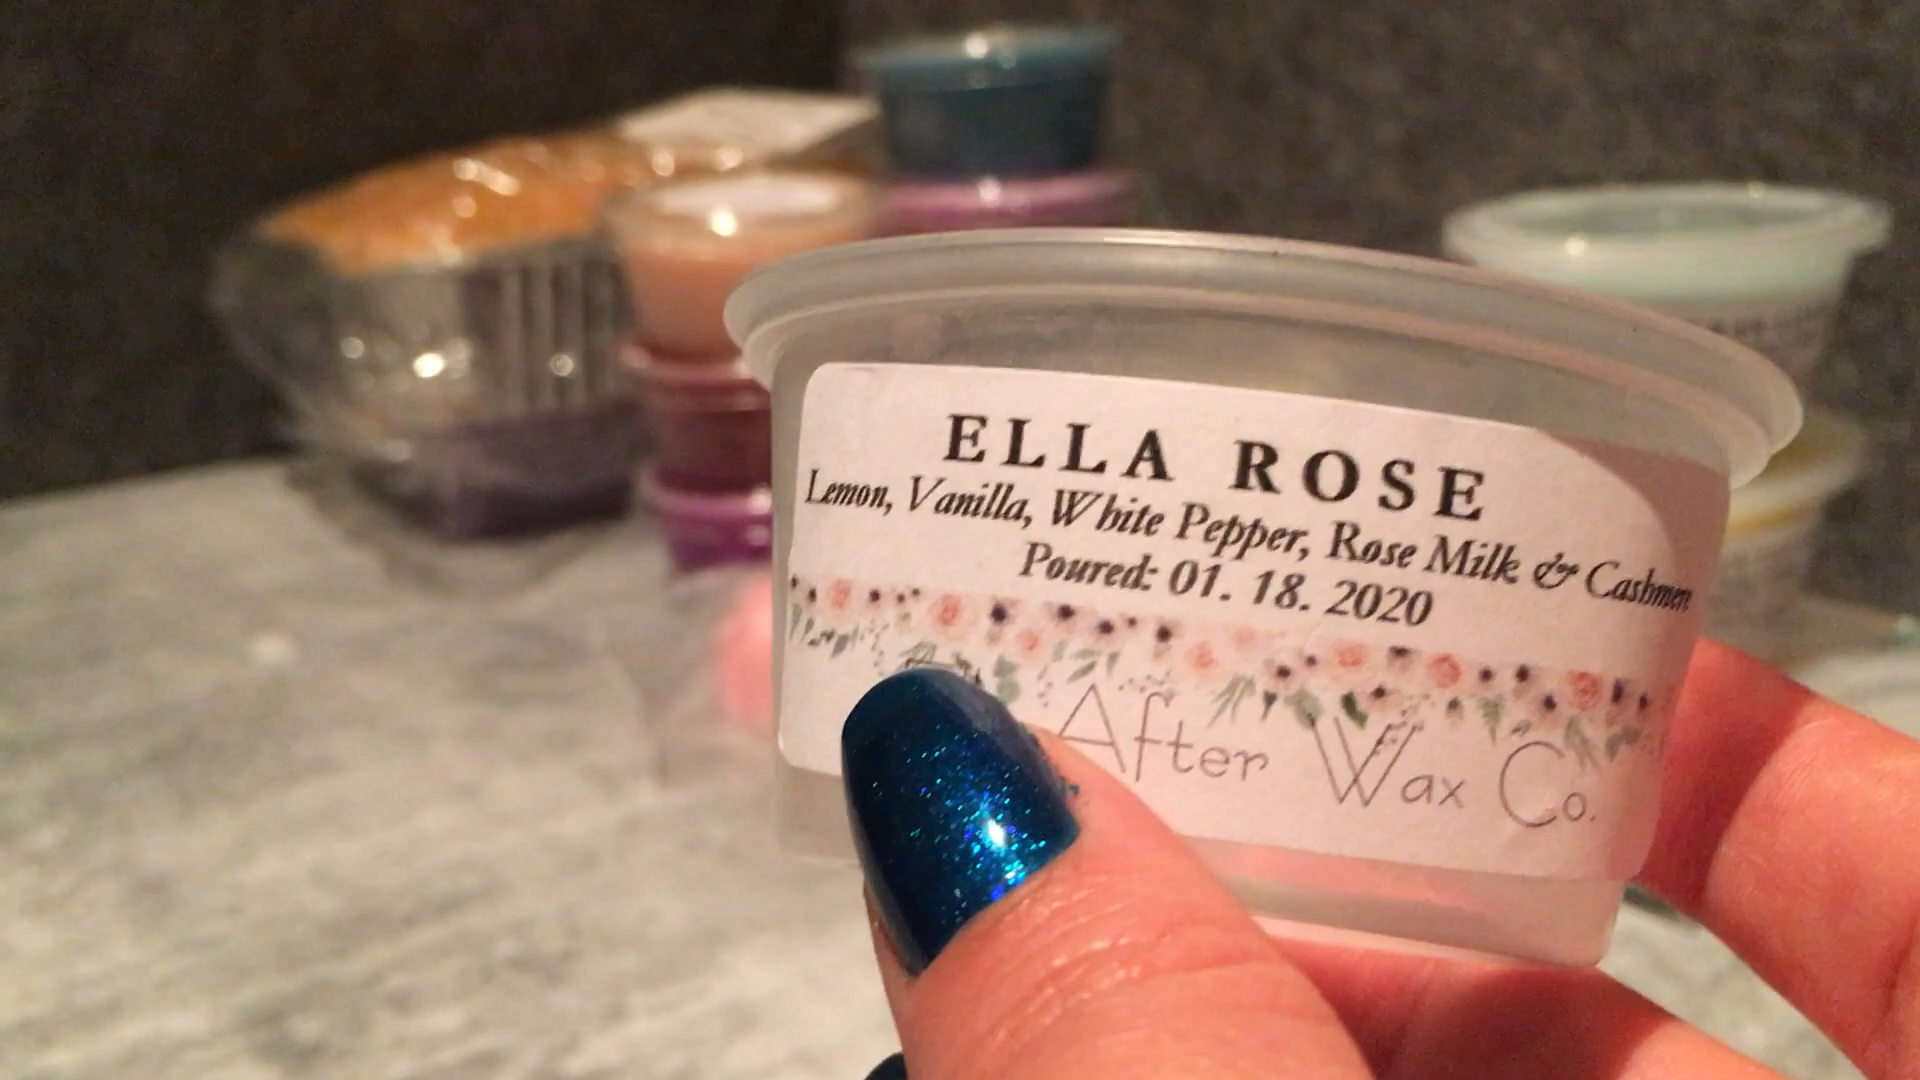 ELLA ROSE
Lemon, Vanilla, White Pepper, Rose Milk & Cashmere
Poured: 01. 18. 2020
After Wax Co.